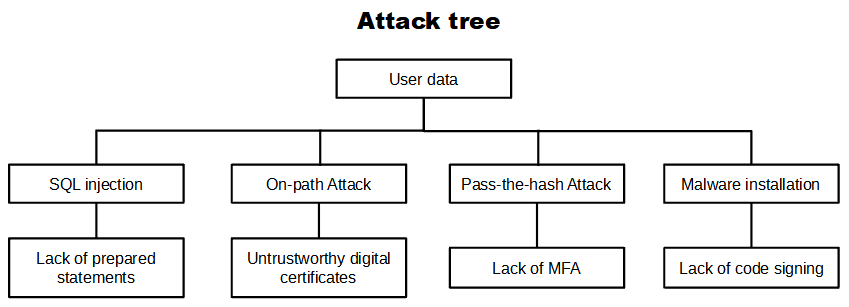 Attack tree
User data
SQL injection
On-path Attack
Pass-the-hash Attack
Malware installation
Lack of prepared
statements
Untrustworthy digital
certificates
Lack of MFA
Lack of code signing